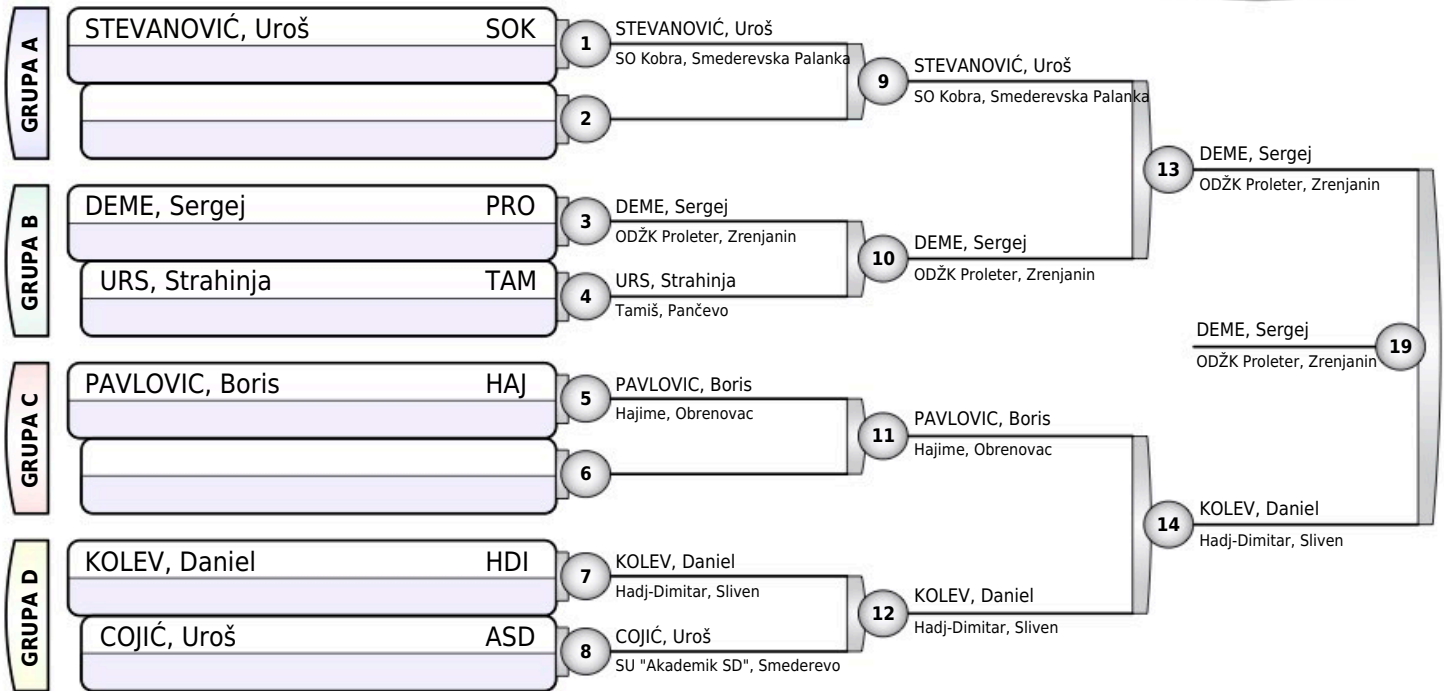 GRUPA A
STEVANOVIĆ, Uroš SOK
1
STEVANOVIĆ, Uroš
SO Kobra, Smederevska Palanka
2
9
STEVANOVIĆ, Uroš
SO Kobra, Smederevska Palanka
GRUPA B
DEME, Sergej PRO
3
DEME, Sergej
ODŽK Proleter, Zrenjanin
URS, Strahinja TAM
4
URS, Strahinja
Tamiš, Pančevo
10
DEME, Sergej
ODŽK Proleter, Zrenjanin
13
DEME, Sergej
ODŽK Proleter, Zrenjanin
GRUPA C
PAVLOVIC, Boris HAJ
5
PAVLOVIC, Boris
Hajime, Obrenovac
6
11
PAVLOVIC, Boris
Hajime, Obrenovac
GRUPA D
KOLEV, Daniel HDI
7
KOLEV, Daniel
Hadj-Dimitar, Sliven
COJIĆ, Uroš ASD
8
COJIĆ, Uroš
SU "Akademik SD", Smederevo
12
KOLEV, Daniel
Hadj-Dimitar, Sliven
14
KOLEV, Daniel
Hadj-Dimitar, Sliven
DEME, Sergej
ODŽK Proleter, Zrenjanin
19